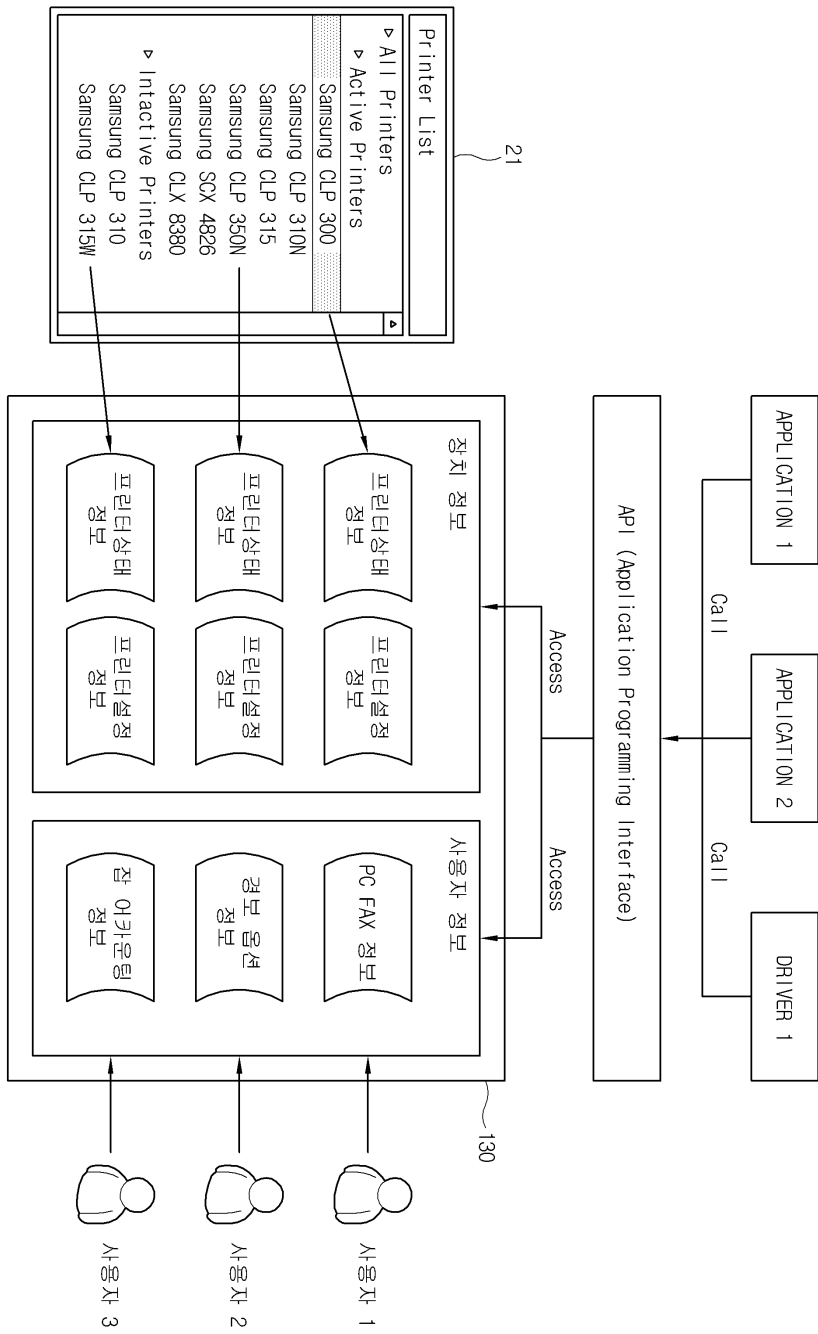 APPLICATION 1
APPLICATION 2
DRIVER 1
Call
Call
API (Application Programming Interface)
Access
Access
21
Printer List
▹ All Printers
▹ Active Printers
Samsung CLP 300
Samsung CLP 310N
Samsung CLP 315
Samsung CLP 350N
Samsung SCX 4826
Samsung CLX 8380
▹ Intactive Printers
Samsung CLP 310
Samsung CLP 315W
장치 정보
프린터상태
정보
프린터설정
정보
프린터상태
정보
프린터설정
정보
프린터상태
정보
프린터설정
정보
사용자 정보
PC FAX 정보
경보 옵션
정보
잡 어카운팅
정보
130
사용자 1
사용자 2
사용자 3